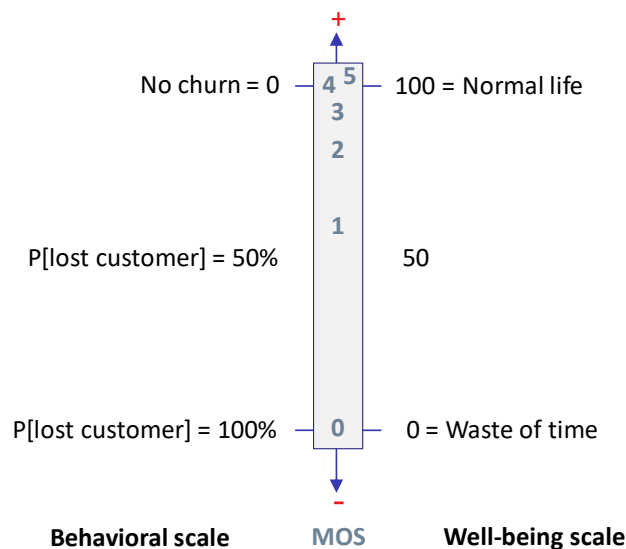 +
No churn = 0 4 5 100 = Normal life
3
2
1
P[lost customer] = 50% 50
P[lost customer] = 100% 0 0 = Waste of time
-
Behavioral scale MOS Well-being scale